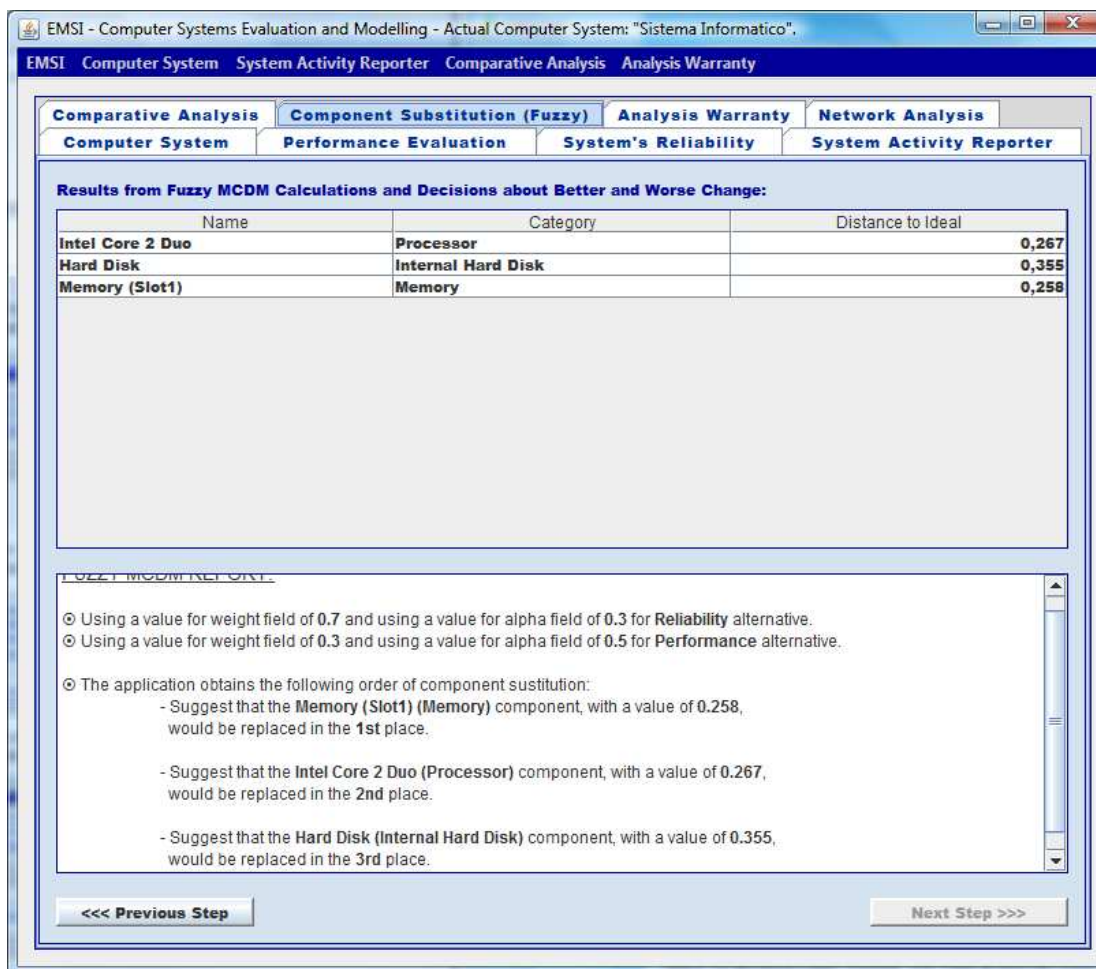 EMSI - Computer Systems Evaluation and Modelling - Actual Computer System: "Sistema Informatico".
EMSI Computer System System Activity Reporter Comparative Analysis Analysis Warranty
Comparative Analysis Component Substitution (Fuzzy) Analysis Warranty Network Analysis
Computer System Performance Evaluation System's Reliability System Activity Reporter
Results from Fuzzy MCDM Calculations and Decisions about Better and Worse Change:
Name Category Distance to Ideal
Intel Core 2 Duo Processor 0,267
Hard Disk Internal Hard Disk 0,355
Memory (Slot1) Memory 0,258
FUZZY MCDM REPORT:
Using a value for weight field of 0.7 and using a value for alpha field of 0.3 for Reliability alternative.
Using a value for weight field of 0.3 and using a value for alpha field of 0.5 for Performance alternative.
The application obtains the following order of component sustitution:
- Suggest that the Memory (Slot1) (Memory) component, with a value of 0.258,
would be replaced in the 1st place.
- Suggest that the Intel Core 2 Duo (Processor) component, with a value of 0.267,
would be replaced in the 2nd place.
- Suggest that the Hard Disk (Internal Hard Disk) component, with a value of 0.355,
would be replaced in the 3rd place.
<<< Previous Step Next Step >>>